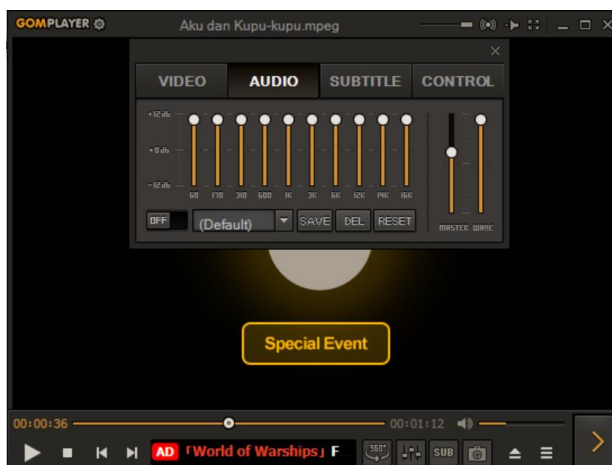 GOMPLAYER Aku dan Kupu-kupu.mpeg
VIDEO AUDIO SUBTITLE CONTROL
+12 db
+0 db
-12 db
60 170 310 600 1K 3K 6K 12K 14K 16K
MASTER WAVE
OFF (Default) SAVE DEL RESET
Special Event
00:00:36 00:01:12
AD 「World of Warships」 F
360° SUB